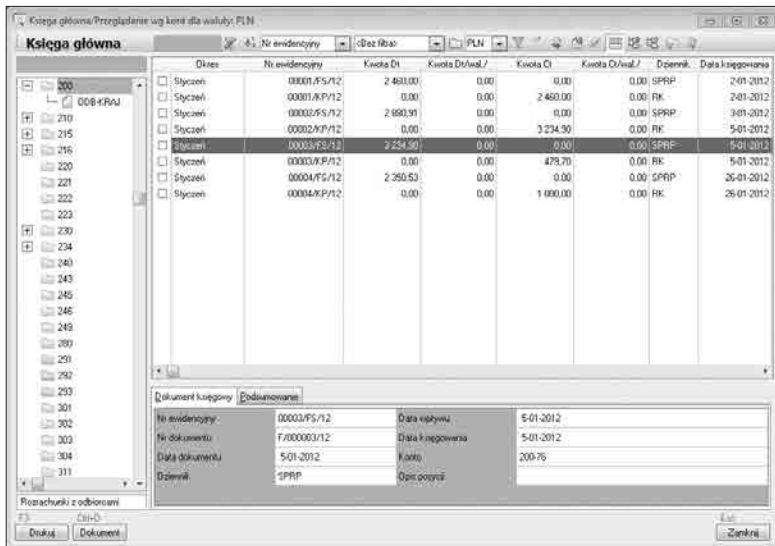 Księga główna/Przeglądanie wg kont dla waluty: PLN
Księga główna
Nr ewidencyjny <Bez filtra> PLN
Okres Nr ewidencyjny Kwota Dt Kwota Dt/wal./ Kwota Ct Kwota Ct/wal./ Dziennik Data księgowania
Styczeń 00001/FS/12 2 460,00 0,00 0,00 0,00 SPRP 2-01-2012
Styczeń 00001/KP/12 0,00 0,00 2 460,00 0,00 RK 2-01-2012
Styczeń 00002/FS/12 0,00 0,00 0,00 SPRP 3-01-2012
Styczeń 00002/KP/12 0,00 0,00 3 234,90 0,00 RK 5-01-2012
Styczeń 00003/FS/12 3 234,90 0,00 0,00 0,00 SPRP 5-01-2012
Styczeń 00003/KP/12 0,00 0,00 479,70 0,00 RK 5-01-2012
Styczeń 00004/FS/12 2 350,53 0,00 0,00 0,00 SPRP 26-01-2012
Styczeń 00004/KP/12 0,00 0,00 1 000,00 0,00 RK 26-01-2012
200
ODB-KRAJ
210
215
216
220
221
222
223
230
234
240
243
245
246
249
280
291
292
293
301
302
303
304
311
Rozrachunki z odbiorcami
Dokument księgowy Podsumowanie
Nr ewidencyjny 00003/FS/12 Data wpływu 5-01-2012
Nr dokumentu F/000003/12 Data księgowania 5-01-2012
Data dokumentu 5-01-2012 Konto 200-76
Dziennik SPRP Opis pozycji
F3 Ctrl+D Esc
Drukuj Dokument Zamknij